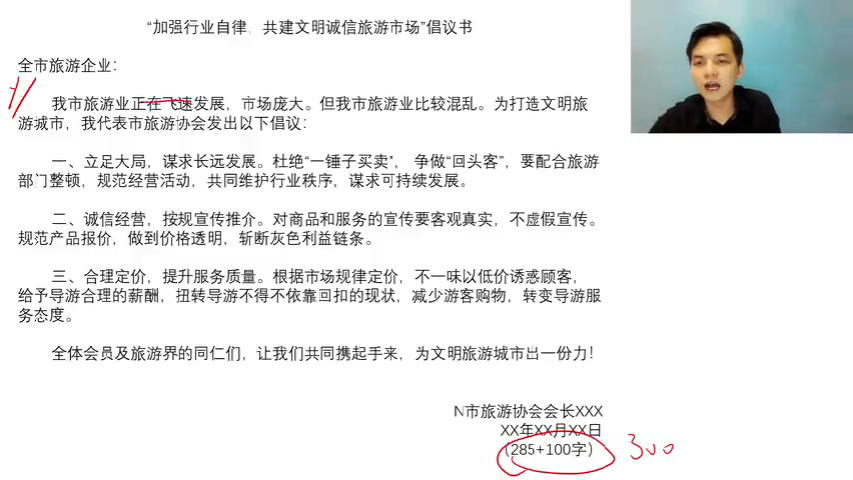 “加强行业自律，共建文明诚信旅游市场”倡议书
全市旅游企业：
我市旅游业正在飞速发展，市场庞大。但我市旅游业比较混乱。为打造文明旅
游城市，我代表市旅游协会发出以下倡议：
一、立足大局，谋求长远发展。杜绝“一锤子买卖”， 争做“回头客”，要配合旅游
部门整顿，规范经营活动，共同维护行业秩序，谋求可持续发展。
二、诚信经营，按规宣传推介。对商品和服务的宣传要客观真实，不虚假宣传。
规范产品报价，做到价格透明，斩断灰色利益链条。
三、合理定价，提升服务质量。根据市场规律定价，不一味以低价诱惑顾客，
给予导游合理的薪酬，扭转导游不得不依靠回扣的现状，减少游客购物，转变导游服
务态度。
全体会员及旅游界的同仁们，让我们共同携起手来，为文明旅游城市出一份力！
N市旅游协会会长XXX
XX年XX月XX日
（285+100字） 300